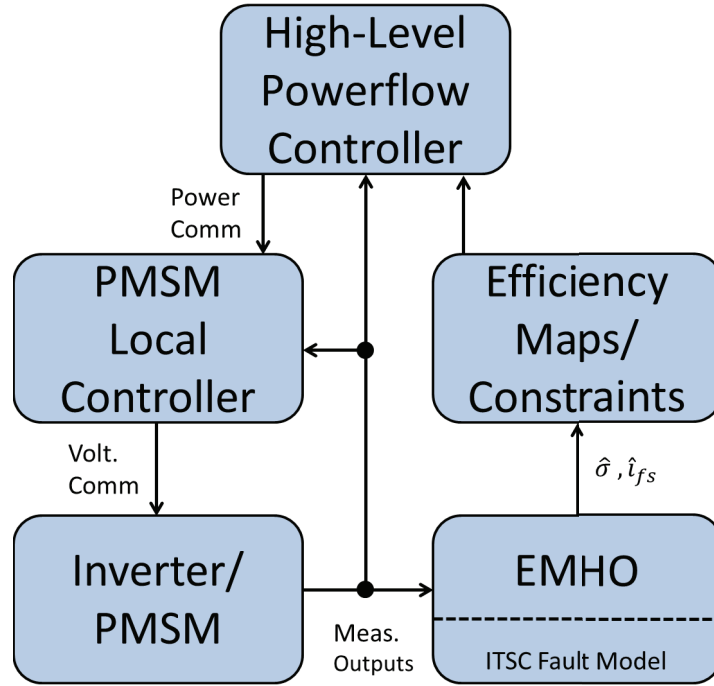 High-Level
Powerflow
Controller
Power
Comm
PMSM
Local
Controller
Efficiency
Maps/
Constraints
Volt.
Comm
σ̂ , î_fs
Inverter/
PMSM
EMHO
Meas.
Outputs
ITSC Fault Model